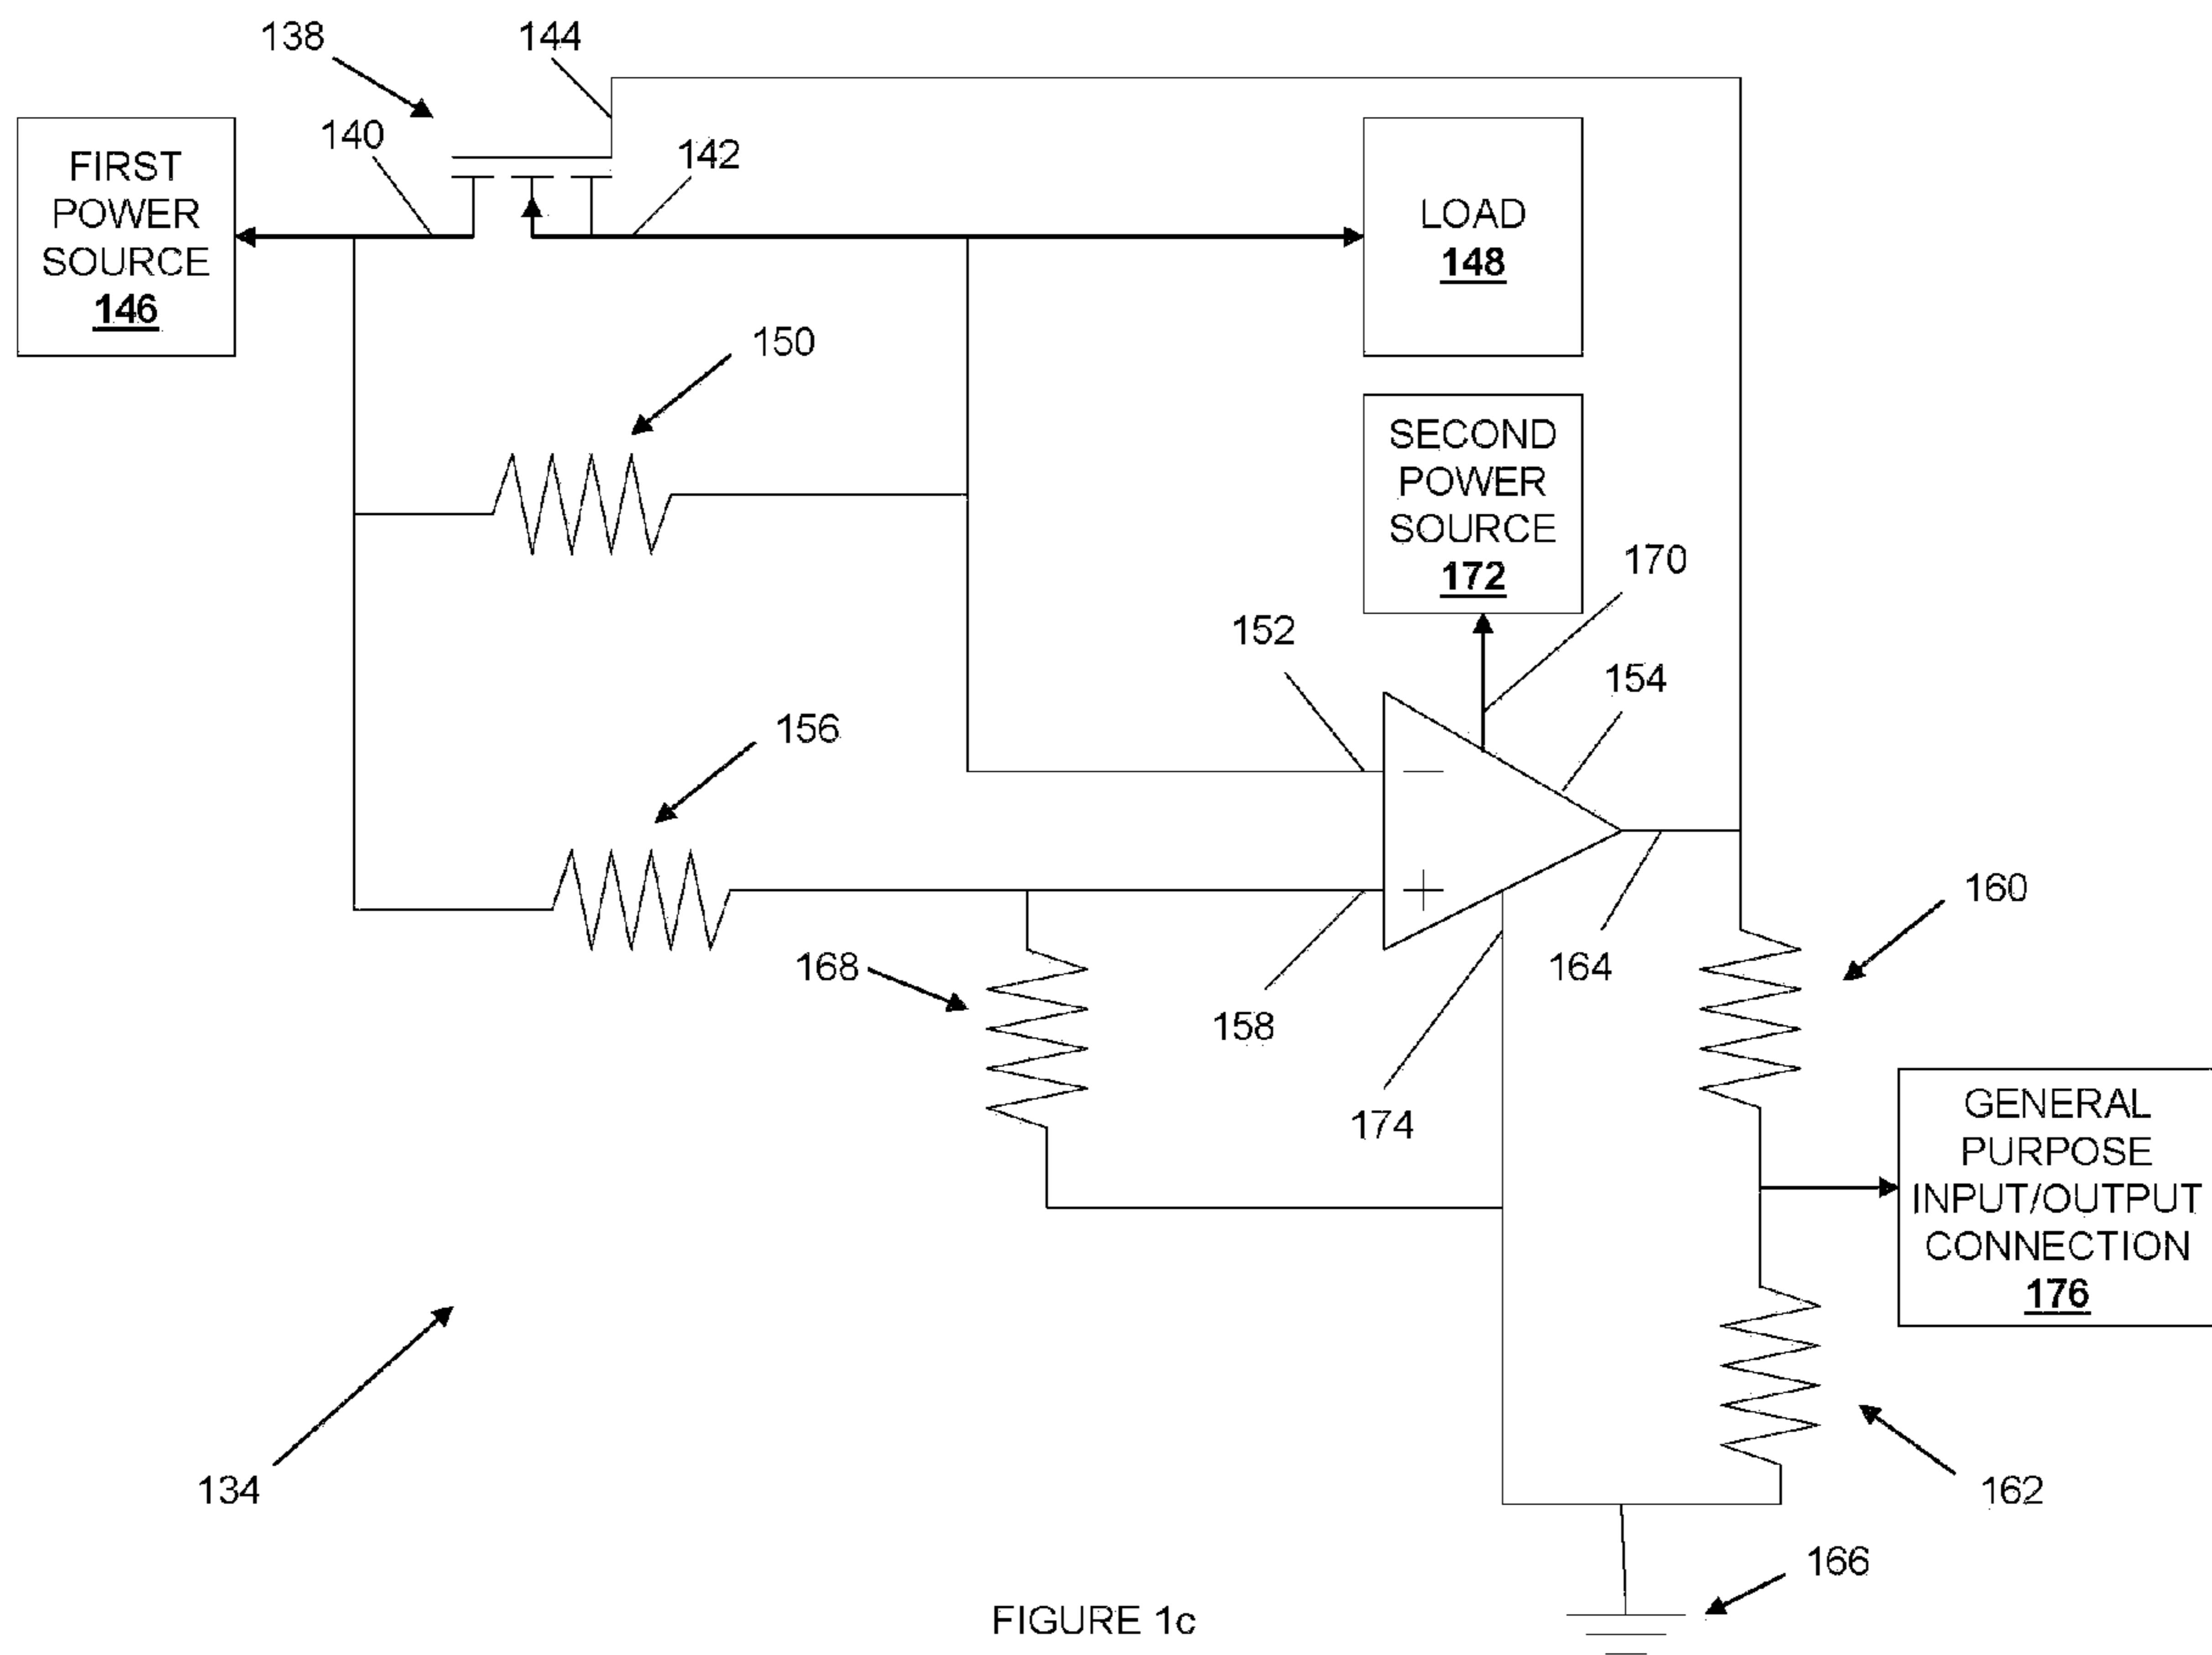 138
144
140
142
FIRST
POWER
SOURCE
146
LOAD
148
150
SECOND
POWER
SOURCE
172
170
152
154
156
−
+
160
168
164
158
174
GENERAL
PURPOSE
INPUT/OUTPUT
CONNECTION
176
134
162
166
FIGURE 1c